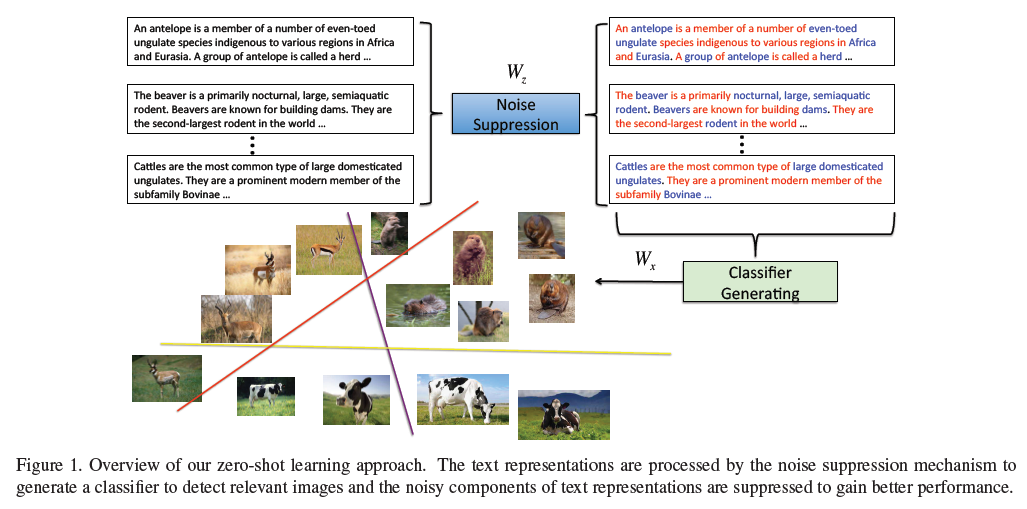 An antelope is a member of a number of even-toed
ungulate species indigenous to various regions in Africa
and Eurasia. A group of antelope is called a herd ...
The beaver is a primarily nocturnal, large, semiaquatic
rodent. Beavers are known for building dams. They are
the second-largest rodent in the world ...
Cattles are the most common type of large domesticated
ungulates. They are a prominent modern member of the
subfamily Bovinae ...
Wz
Noise
Suppression
An antelope is a member of a number of even-toed
ungulate species indigenous to various regions in Africa
and Eurasia. A group of antelope is called a herd ...
The beaver is a primarily nocturnal, large, semiaquatic
rodent. Beavers are known for building dams. They are
the second-largest rodent in the world ...
Cattles are the most common type of large domesticated
ungulates. They are a prominent modern member of the
subfamily Bovinae ...
Wx
Classifier
Generating
Figure 1. Overview of our zero-shot learning approach. The text representations are processed by the noise suppression mechanism to
generate a classifier to detect relevant images and the noisy components of text representations are suppressed to gain better performance.